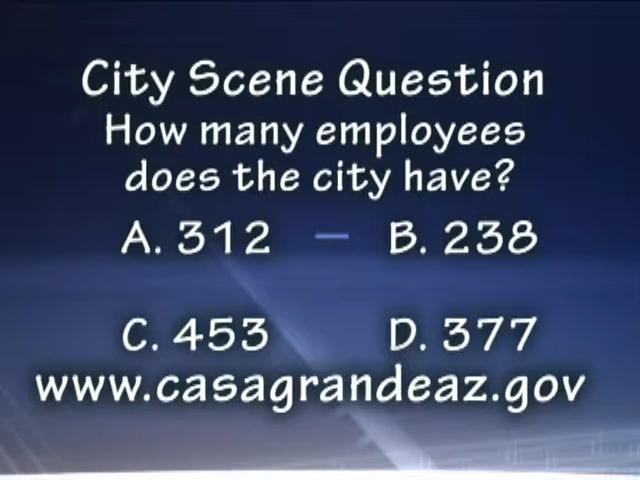 City Scene Question
How many employees
does the city have?
A. 312 – B. 238
C. 453 D. 377
www.casagrandeaz.gov